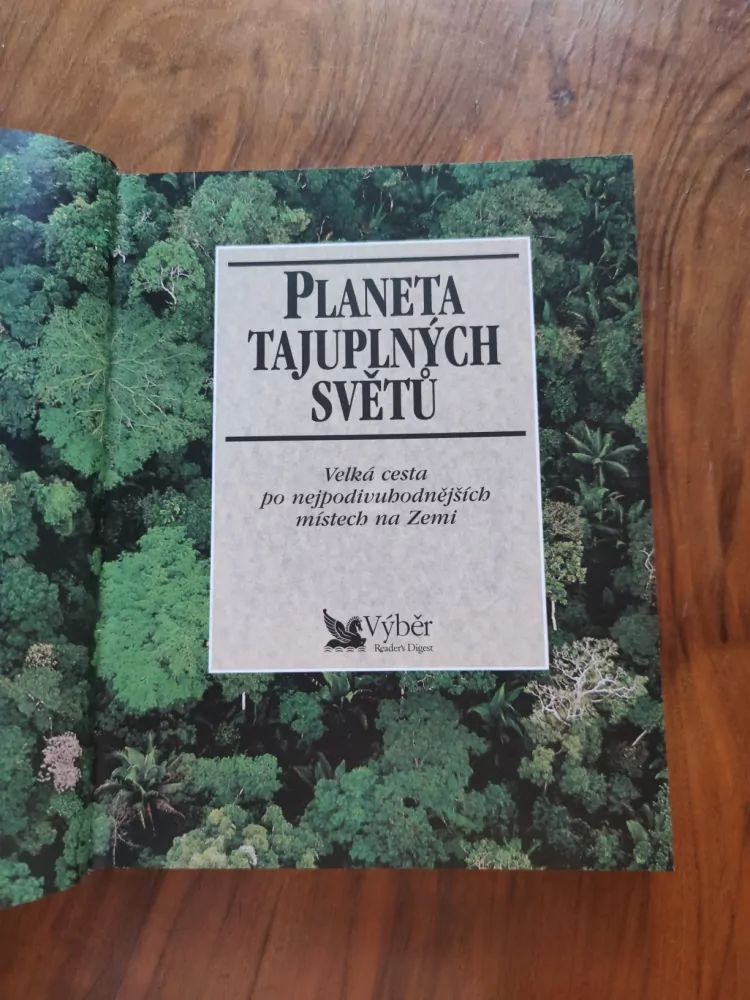 PLANETA
TAJUPLNÝCH
SVĚTŮ
Velká cesta
po nejpodivuhodnějších
místech na Zemi
Výběr
Reader's Digest